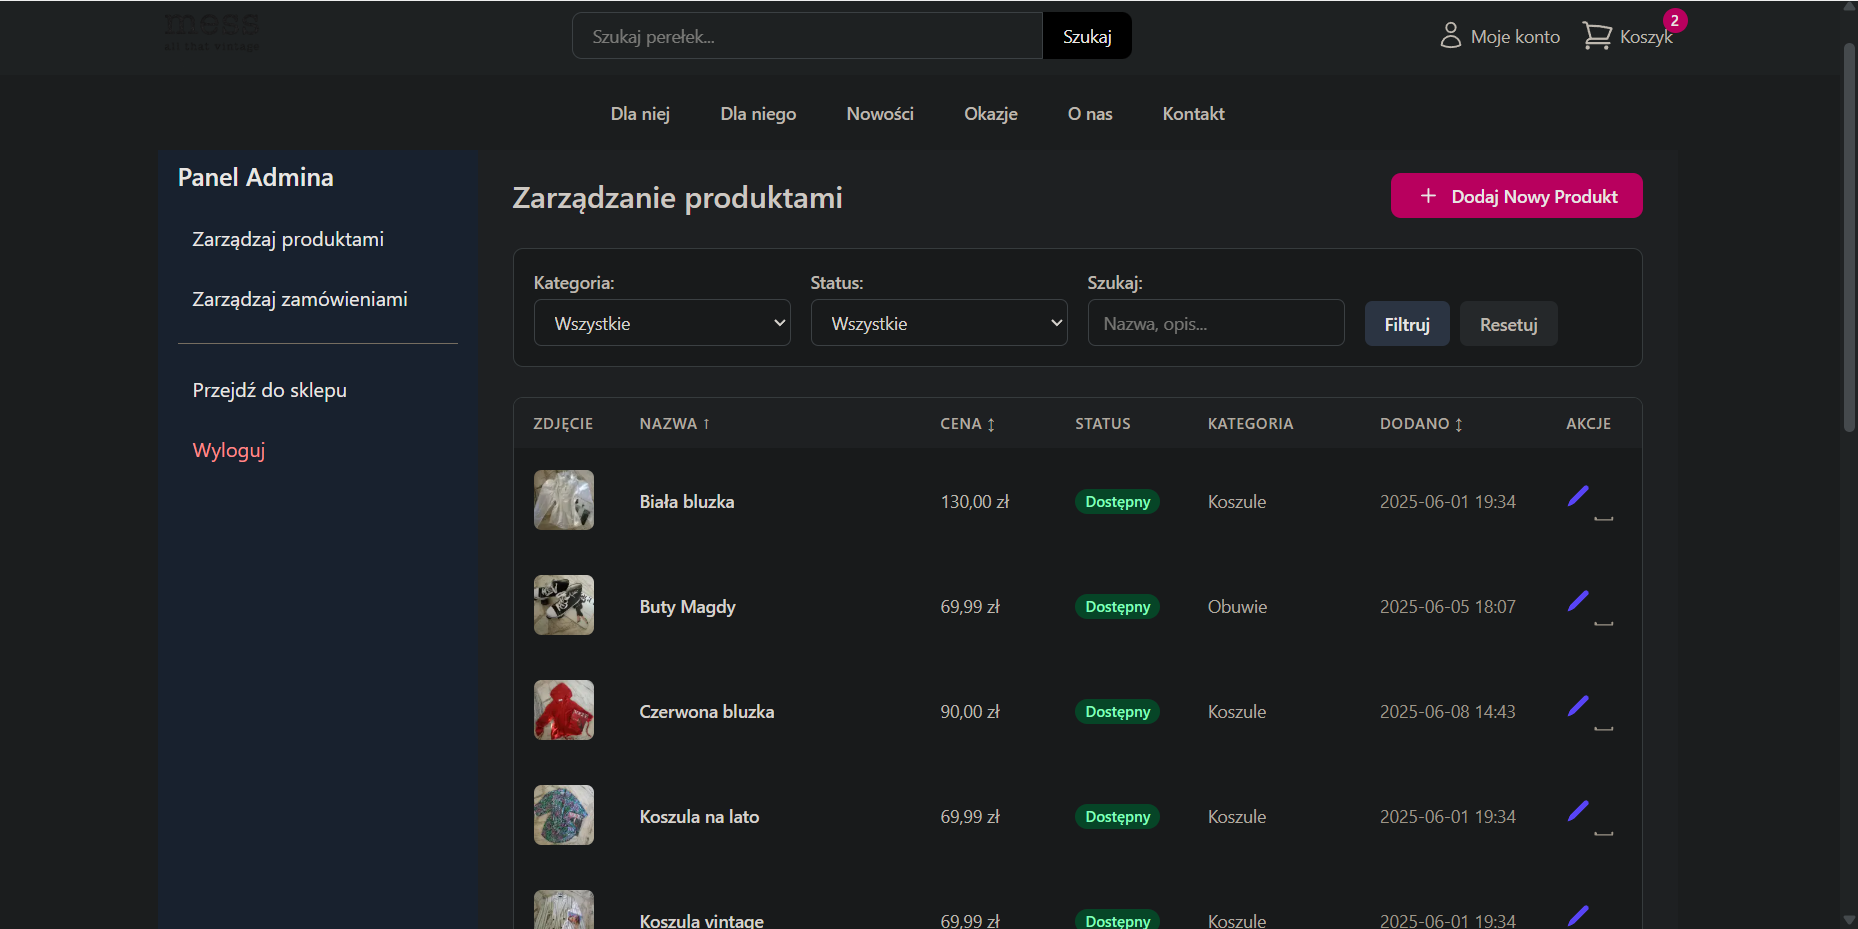 mess
all that vintage
Szukaj perełek...
Szukaj
Moje konto
Koszyk
2
Dla niej
Dla niego
Nowości
Okazje
O nas
Kontakt
Panel Admina
Zarządzaj produktami
Zarządzaj zamówieniami
Przejdź do sklepu
Wyloguj
Zarządzanie produktami
+ Dodaj Nowy Produkt
Kategoria:
Wszystkie
Status:
Wszystkie
Szukaj:
Nazwa, opis...
Filtruj
Resetuj
ZDJĘCIE NAZWA ↑ CENA ↕ STATUS KATEGORIA DODANO ↕ AKCJE
Biała bluzka 130,00 zł Dostępny Koszule 2025-06-01 19:34
Buty Magdy 69,99 zł Dostępny Obuwie 2025-06-05 18:07
Czerwona bluzka 90,00 zł Dostępny Koszule 2025-06-08 14:43
Koszula na lato 69,99 zł Dostępny Koszule 2025-06-01 19:34
Koszula vintage 69,99 zł Dostępny Koszule 2025-06-01 19:34